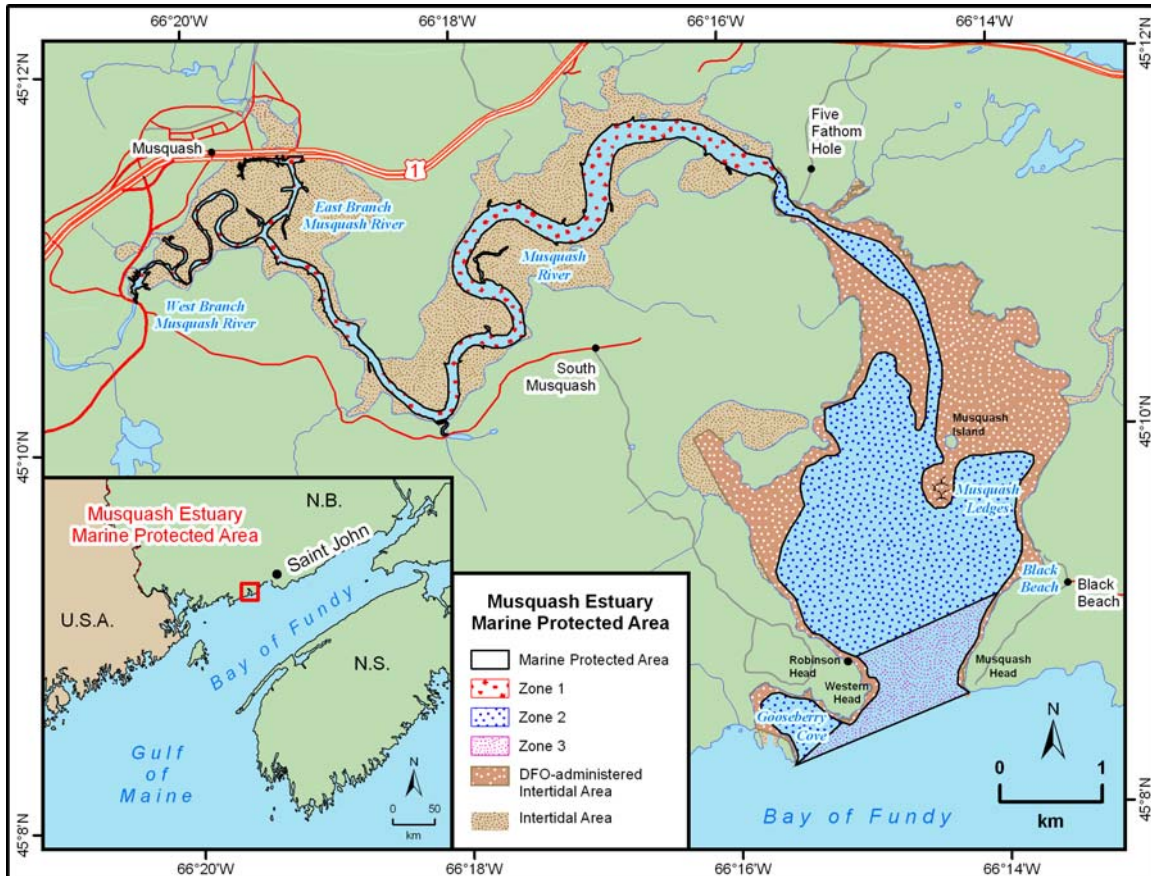 66°20'W
66°18'W
66°16'W
66°14'W
45°12'N
45°12'N
Five
Fathom
Hole
Musquash
1
East Branch
Musquash River
Musquash
River
West Branch
Musquash River
South
Musquash
45°10'N
45°10'N
Musquash
Island
Musquash
Ledges
Black
Beach
Black
Beach
Robinson
Head
Western
Head
Musquash
Head
Gooseberry
Cove
N.B.
Musquash Estuary
Marine Protected Area
Saint John
U.S.A.
Bay of Fundy
N.S.
Gulf
of
Maine
N
0 50
km
Musquash Estuary
Marine Protected Area
Marine Protected Area
Zone 1
Zone 2
Zone 3
DFO-administered
Intertidal Area
Intertidal Area
N
0 1
km
Bay of Fundy
45°8'N
45°8'N
66°20'W
66°18'W
66°16'W
66°14'W